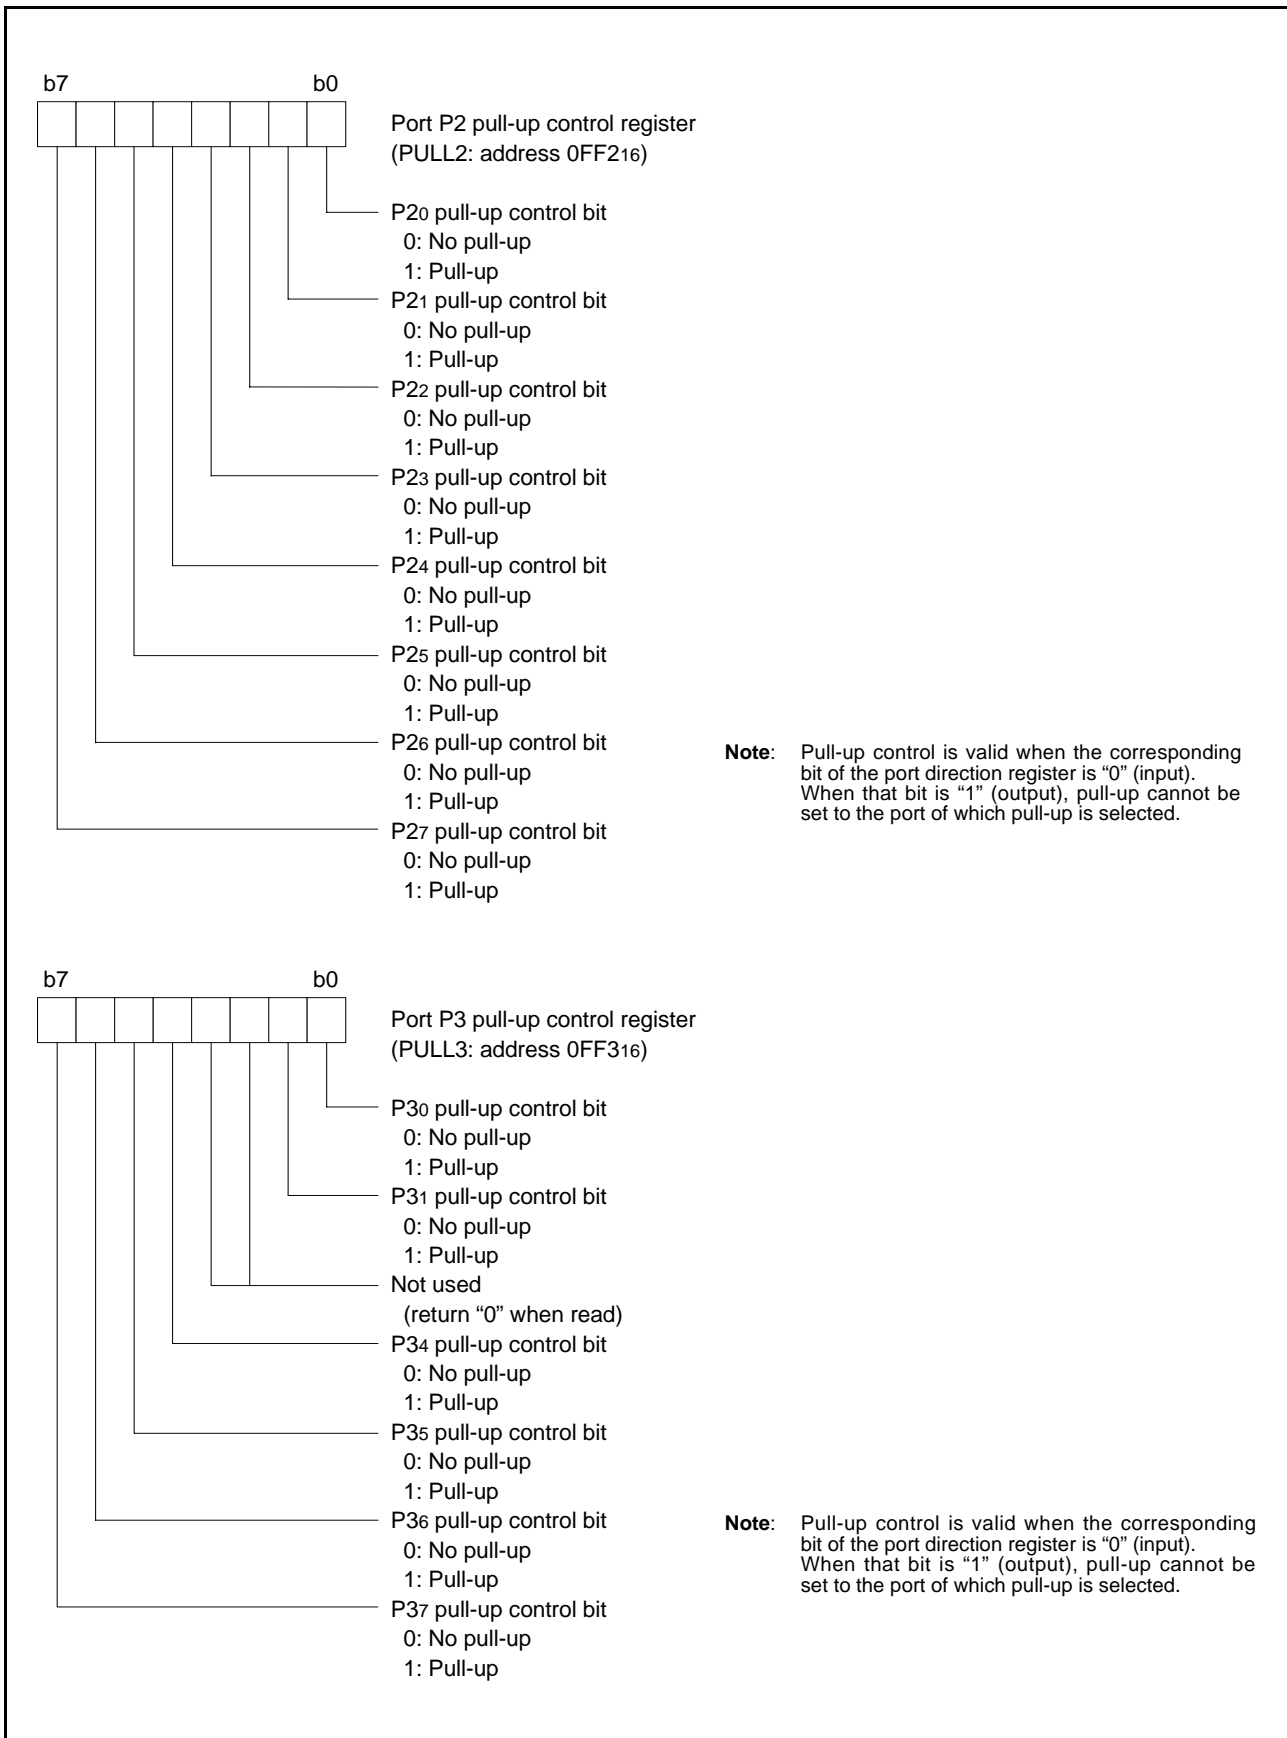 b7 b0
Port P2 pull-up control register
(PULL2: address 0FF216)
P20 pull-up control bit
0: No pull-up
1: Pull-up
P21 pull-up control bit
0: No pull-up
1: Pull-up
P22 pull-up control bit
0: No pull-up
1: Pull-up
P23 pull-up control bit
0: No pull-up
1: Pull-up
P24 pull-up control bit
0: No pull-up
1: Pull-up
P25 pull-up control bit
0: No pull-up
1: Pull-up
P26 pull-up control bit
0: No pull-up
1: Pull-up
P27 pull-up control bit
0: No pull-up
1: Pull-up
Note: Pull-up control is valid when the corresponding
bit of the port direction register is “0” (input).
When that bit is “1” (output), pull-up cannot be
set to the port of which pull-up is selected.
b7 b0
Port P3 pull-up control register
(PULL3: address 0FF316)
P30 pull-up control bit
0: No pull-up
1: Pull-up
P31 pull-up control bit
0: No pull-up
1: Pull-up
Not used
(return “0” when read)
P34 pull-up control bit
0: No pull-up
1: Pull-up
P35 pull-up control bit
0: No pull-up
1: Pull-up
P36 pull-up control bit
0: No pull-up
1: Pull-up
P37 pull-up control bit
0: No pull-up
1: Pull-up
Note: Pull-up control is valid when the corresponding
bit of the port direction register is “0” (input).
When that bit is “1” (output), pull-up cannot be
set to the port of which pull-up is selected.